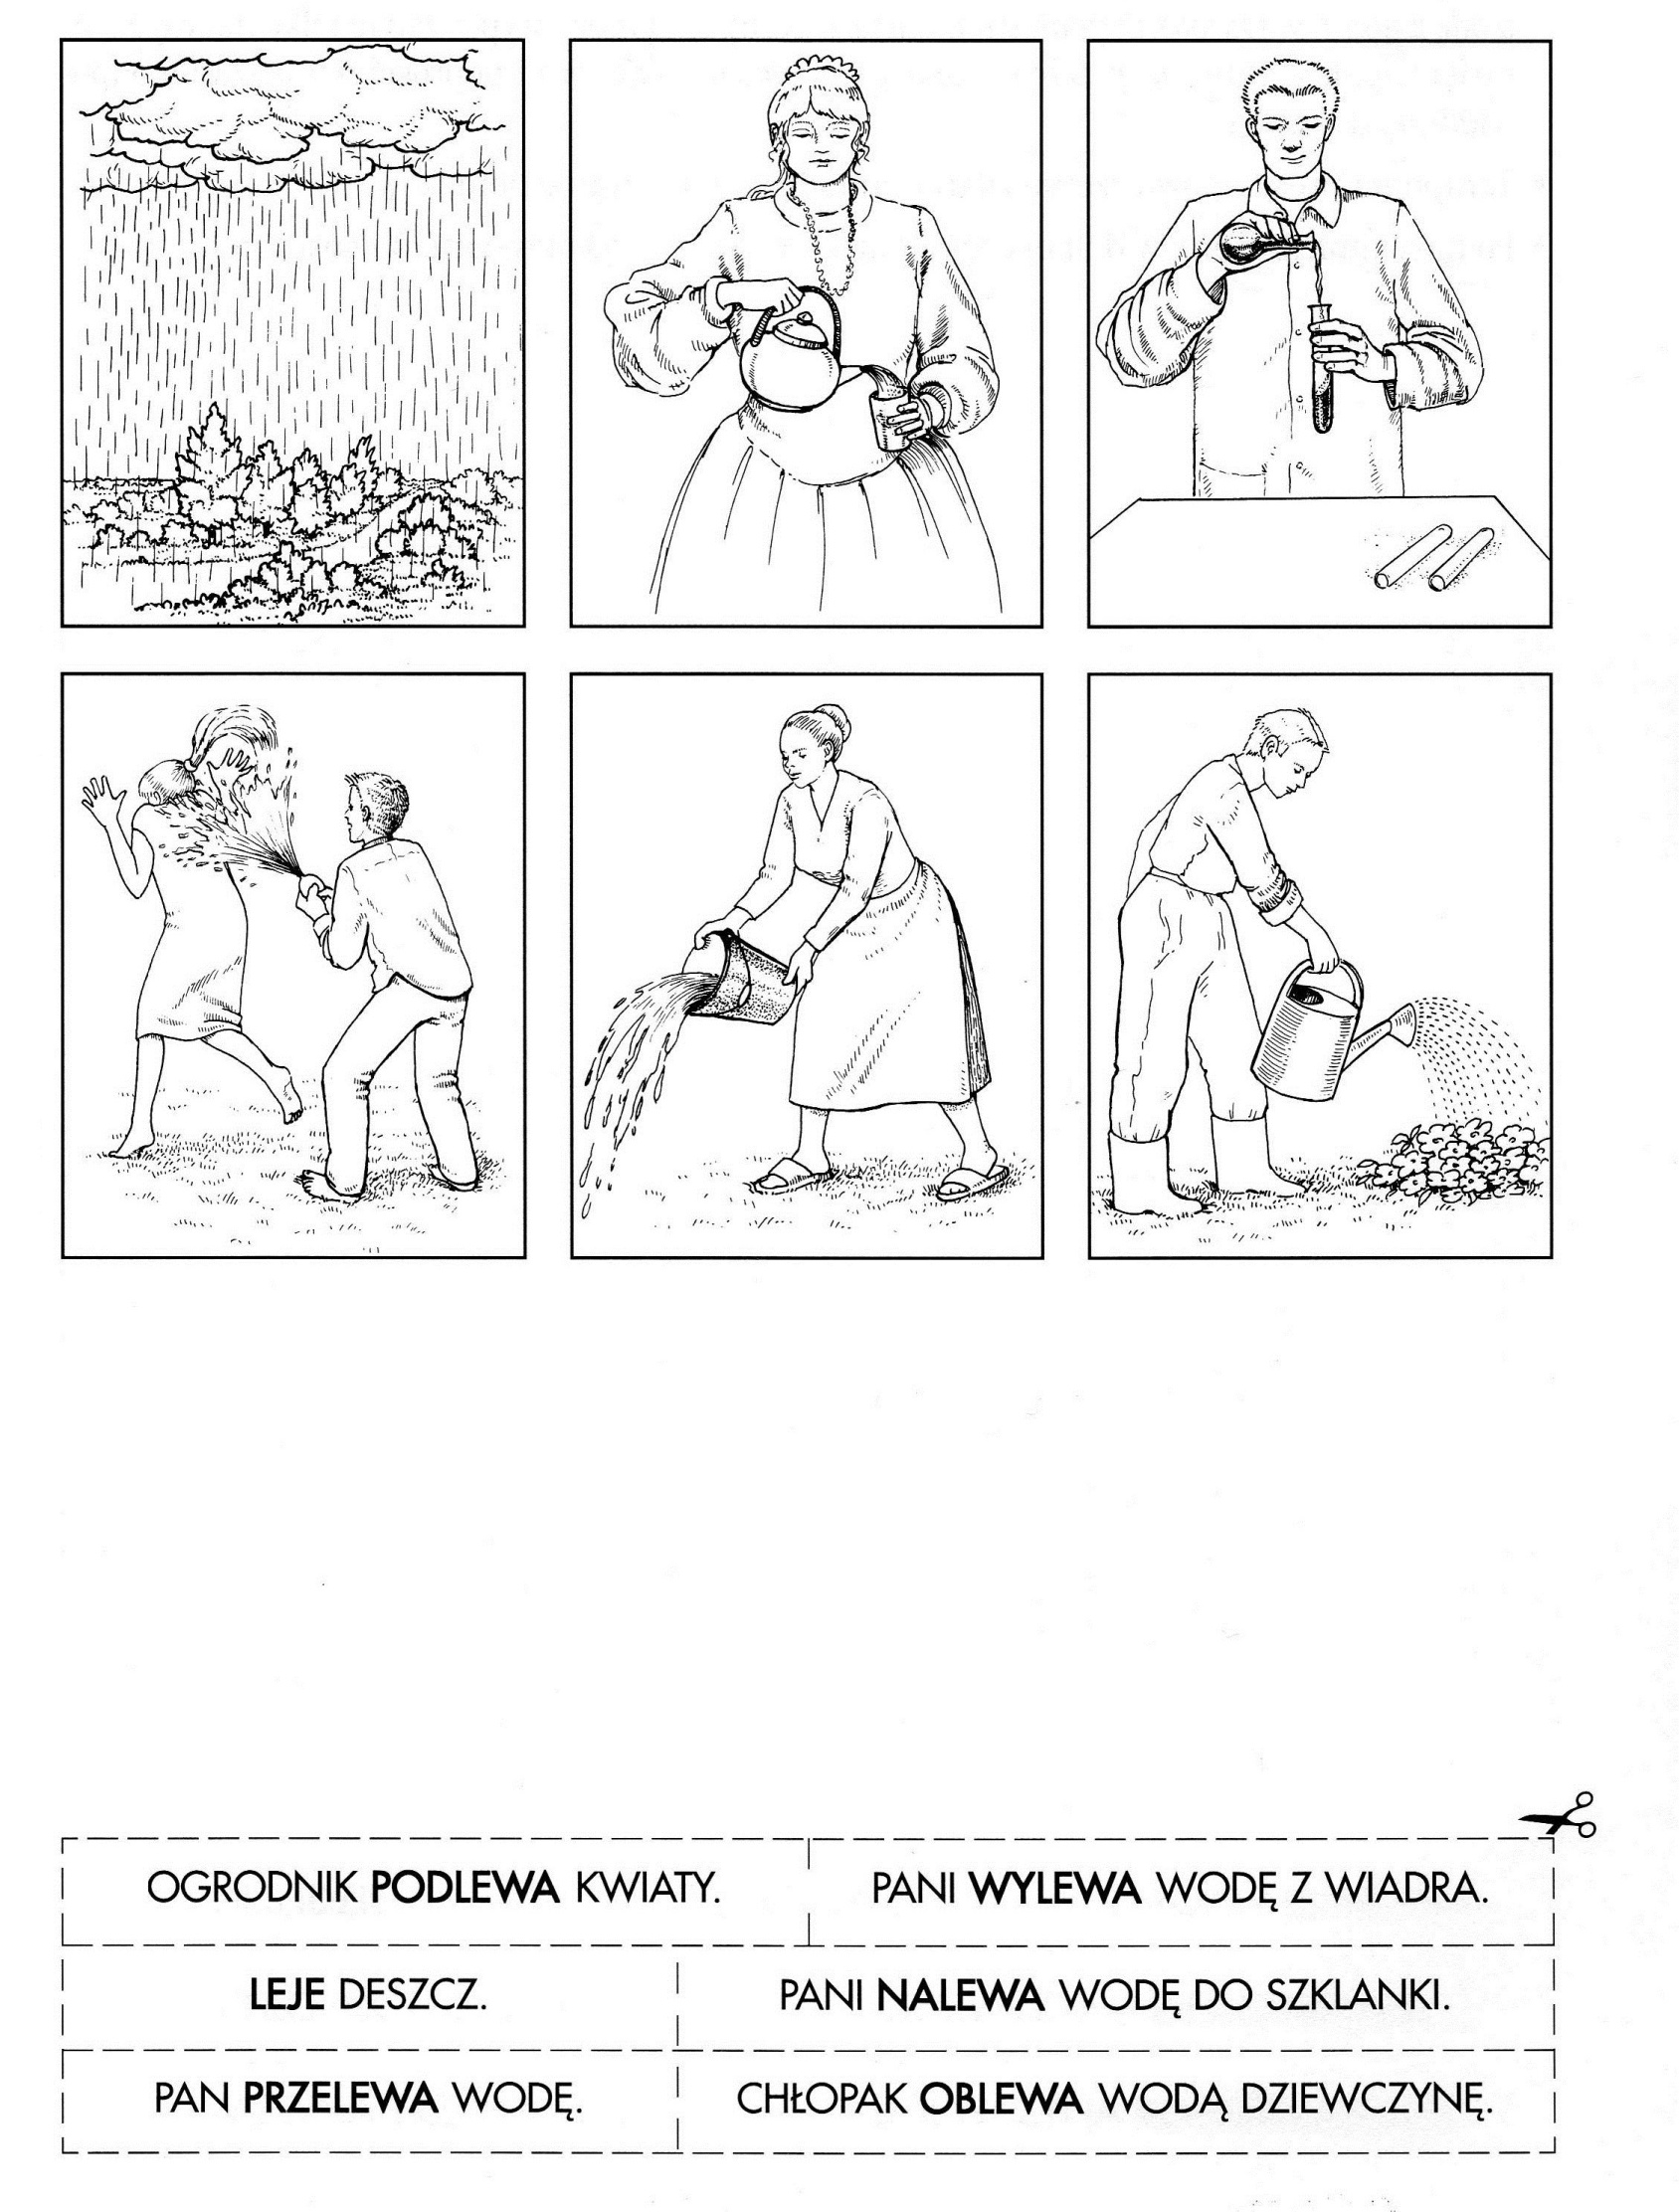 OGRODNIK PODLEWA KWIATY.
PANI WYLEWA WODĘ Z WIADRA.
LEJE DESZCZ.
PANI NALEWA WODĘ DO SZKLANKI.
PAN PRZELEWA WODĘ.
CHŁOPAK OBLEWA WODĄ DZIEWCZYNĘ.